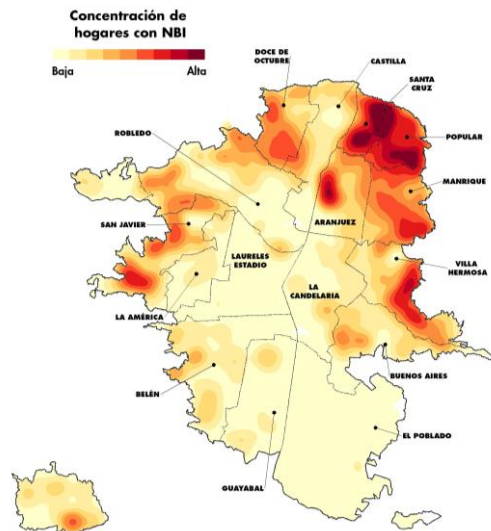 Concentración de
hogares con NBI
Baja
Alta
DOCE DE
OCTUBRE
CASTILLA
SANTA
CRUZ
POPULAR
ROBLEDO
MANRIQUE
ARANJUEZ
SAN JAVIER
LAURELES
ESTADIO
VILLA
HERMOSA
LA
CANDELARIA
LA AMÉRICA
BUENOS AIRES
BELÉN
EL POBLADO
GUAYABAL